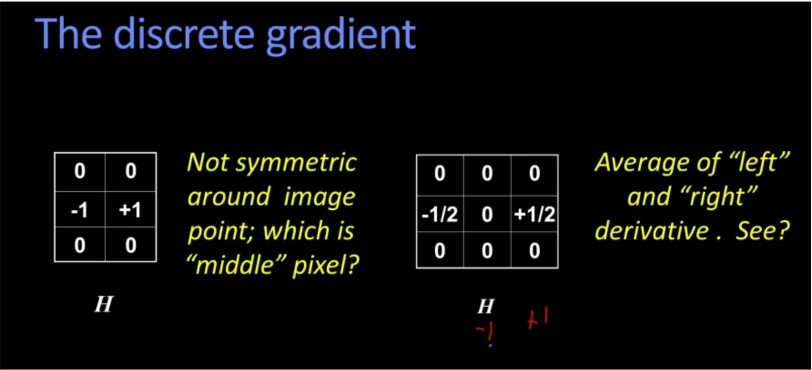 The discrete gradient
0 0
-1 +1
0 0
H
Not symmetric
around image
point; which is
“middle” pixel?
0 0 0
-1/2 0 +1/2
0 0 0
H
-1 +1
Average of “left”
and “right”
derivative . See?